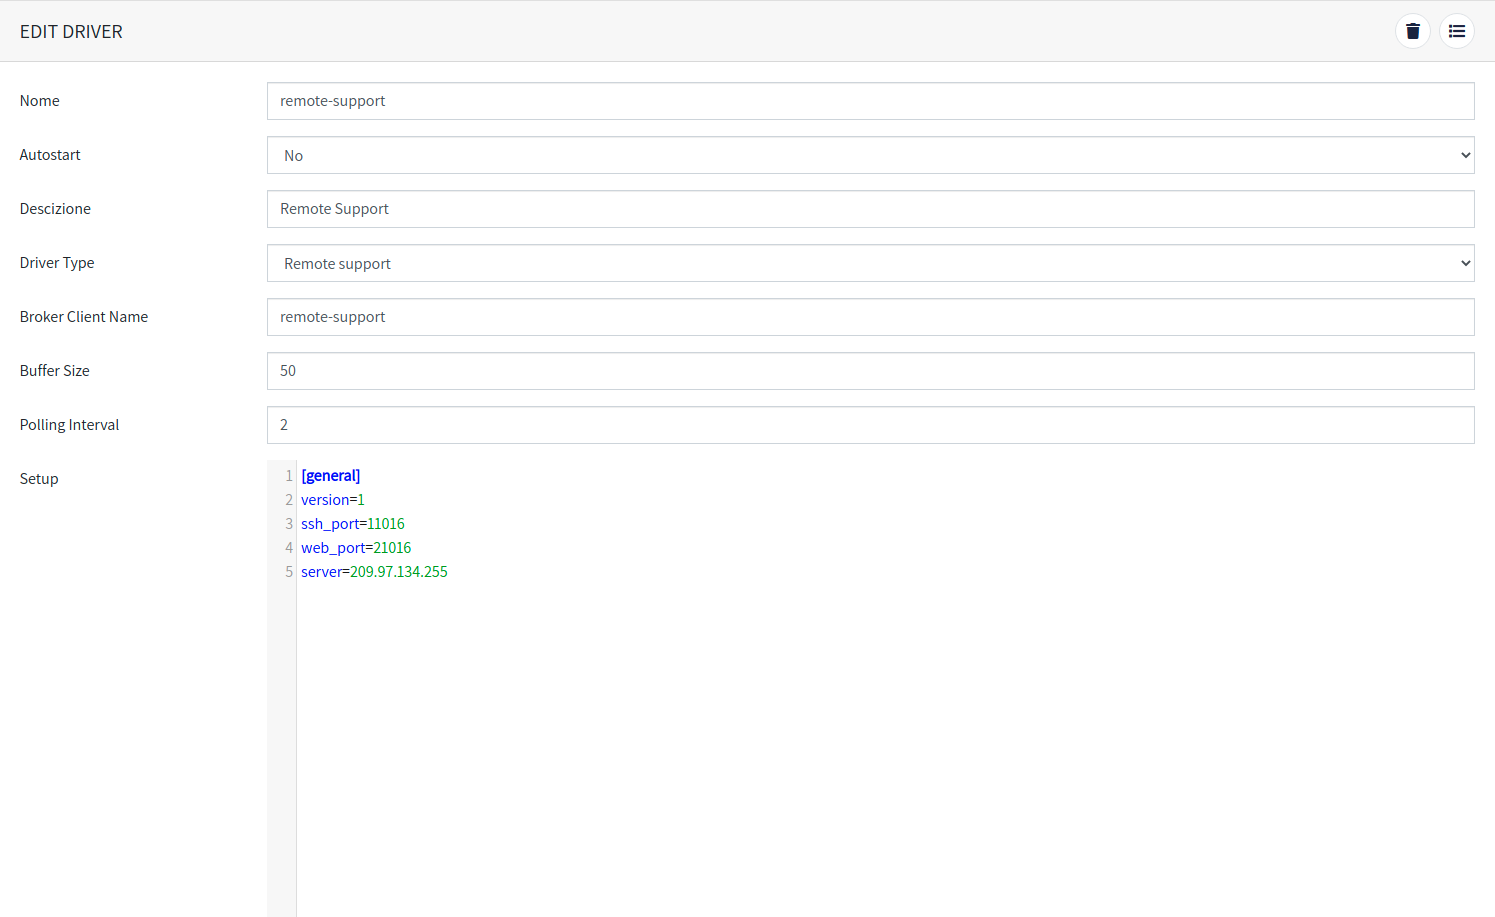 EDIT DRIVER
Nome
remote-support
Autostart
No
Descizione
Remote Support
Driver Type
Remote support
Broker Client Name
remote-support
Buffer Size
50
Polling Interval
2
Setup
1 [general]
2 version=1
3 ssh_port=11016
4 web_port=21016
5 server=209.97.134.255